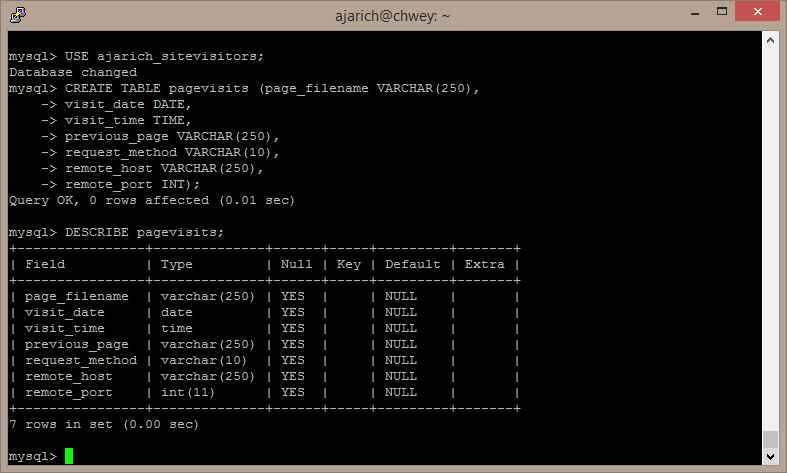 ajarich@chwey: ~
mysql> USE ajarich_sitevisitors;
Database changed
mysql> CREATE TABLE pagevisits (page_filename VARCHAR(250),
    -> visit_date DATE,
    -> visit_time TIME,
    -> previous_page VARCHAR(250),
    -> request_method VARCHAR(10),
    -> remote_host VARCHAR(250),
    -> remote_port INT);
Query OK, 0 rows affected (0.01 sec)
mysql> DESCRIBE pagevisits;
+----------------+--------------+------+-----+---------+-------+
| Field          | Type         | Null | Key | Default | Extra |
+----------------+--------------+------+-----+---------+-------+
| page_filename  | varchar(250) | YES  |     | NULL    |       |
| visit_date     | date         | YES  |     | NULL    |       |
| visit_time     | time         | YES  |     | NULL    |       |
| previous_page  | varchar(250) | YES  |     | NULL    |       |
| request_method | varchar(10)  | YES  |     | NULL    |       |
| remote_host    | varchar(250) | YES  |     | NULL    |       |
| remote_port    | int(11)      | YES  |     | NULL    |       |
+----------------+--------------+------+-----+---------+-------+
7 rows in set (0.00 sec)
mysql>